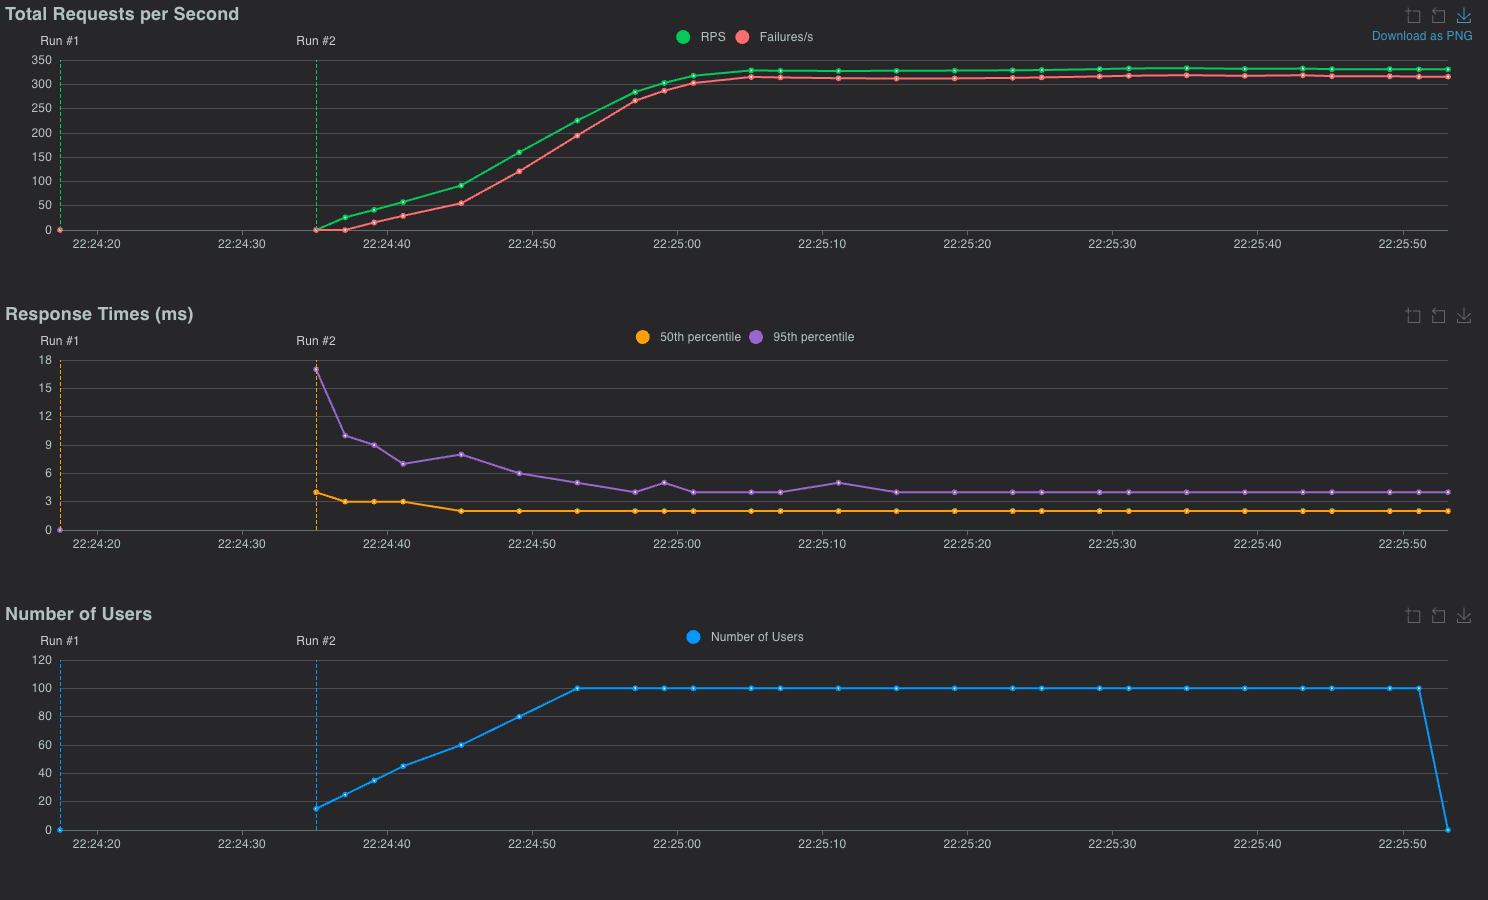 Total Requests per Second
Download as PNG
Run #1 Run #2
RPS Failures/s
350
300
250
200
150
100
50
0
22:24:20 22:24:30 22:24:40 22:24:50 22:25:00 22:25:10 22:25:20 22:25:30 22:25:40 22:25:50
Response Times (ms)
Run #1 Run #2
50th percentile 95th percentile
18
15
12
9
6
3
0
22:24:20 22:24:30 22:24:40 22:24:50 22:25:00 22:25:10 22:25:20 22:25:30 22:25:40 22:25:50
Number of Users
Run #1 Run #2
Number of Users
120
100
80
60
40
20
0
22:24:20 22:24:30 22:24:40 22:24:50 22:25:00 22:25:10 22:25:20 22:25:30 22:25:40 22:25:50